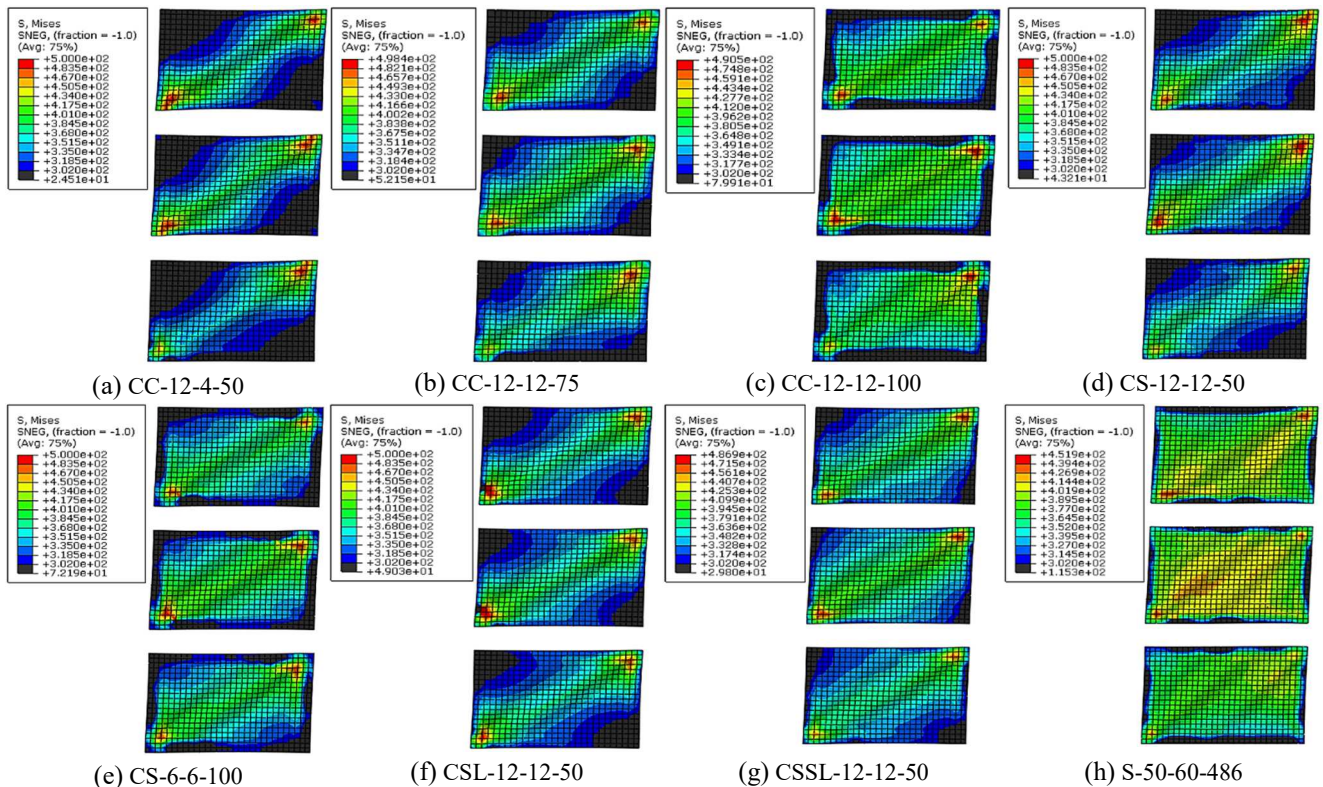 S, Mises
SNEG, (fraction = -1.0)
(Avg: 75%)
+5.000e+02
+4.835e+02
+4.670e+02
+4.505e+02
+4.340e+02
+4.175e+02
+4.010e+02
+3.845e+02
+3.680e+02
+3.515e+02
+3.350e+02
+3.185e+02
+3.020e+02
+2.451e+01
S, Mises
SNEG, (fraction = -1.0)
(Avg: 75%)
+4.984e+02
+4.821e+02
+4.657e+02
+4.493e+02
+4.330e+02
+4.166e+02
+4.002e+02
+3.838e+02
+3.675e+02
+3.511e+02
+3.347e+02
+3.184e+02
+3.020e+02
+5.215e+01
S, Mises
SNEG, (fraction = -1.0)
(Avg: 75%)
+4.905e+02
+4.748e+02
+4.591e+02
+4.434e+02
+4.277e+02
+4.120e+02
+3.962e+02
+3.805e+02
+3.648e+02
+3.491e+02
+3.334e+02
+3.177e+02
+3.020e+02
+7.991e+01
S, Mises
SNEG, (fraction = -1.0)
(Avg: 75%)
+5.000e+02
+4.835e+02
+4.670e+02
+4.505e+02
+4.340e+02
+4.175e+02
+4.010e+02
+3.845e+02
+3.680e+02
+3.515e+02
+3.350e+02
+3.185e+02
+3.020e+02
+4.321e+01
(a) CC-12-4-50
(b) CC-12-12-75
(c) CC-12-12-100
(d) CS-12-12-50
S, Mises
SNEG, (fraction = -1.0)
(Avg: 75%)
+5.000e+02
+4.835e+02
+4.670e+02
+4.505e+02
+4.340e+02
+4.175e+02
+4.010e+02
+3.845e+02
+3.680e+02
+3.515e+02
+3.350e+02
+3.185e+02
+3.020e+02
+7.219e+01
S, Mises
SNEG, (fraction = -1.0)
(Avg: 75%)
+5.000e+02
+4.835e+02
+4.670e+02
+4.505e+02
+4.340e+02
+4.175e+02
+4.010e+02
+3.845e+02
+3.680e+02
+3.515e+02
+3.350e+02
+3.185e+02
+3.020e+02
+4.903e+01
S, Mises
SNEG, (fraction = -1.0)
(Avg: 75%)
+4.869e+02
+4.715e+02
+4.561e+02
+4.407e+02
+4.253e+02
+4.099e+02
+3.945e+02
+3.791e+02
+3.636e+02
+3.482e+02
+3.328e+02
+3.174e+02
+3.020e+02
+2.980e+01
S, Mises
SNEG, (fraction = -1.0)
(Avg: 75%)
+4.519e+02
+4.394e+02
+4.269e+02
+4.144e+02
+4.019e+02
+3.895e+02
+3.770e+02
+3.645e+02
+3.520e+02
+3.395e+02
+3.270e+02
+3.145e+02
+3.020e+02
+1.153e+02
(e) CS-6-6-100
(f) CSL-12-12-50
(g) CSSL-12-12-50
(h) S-50-60-486